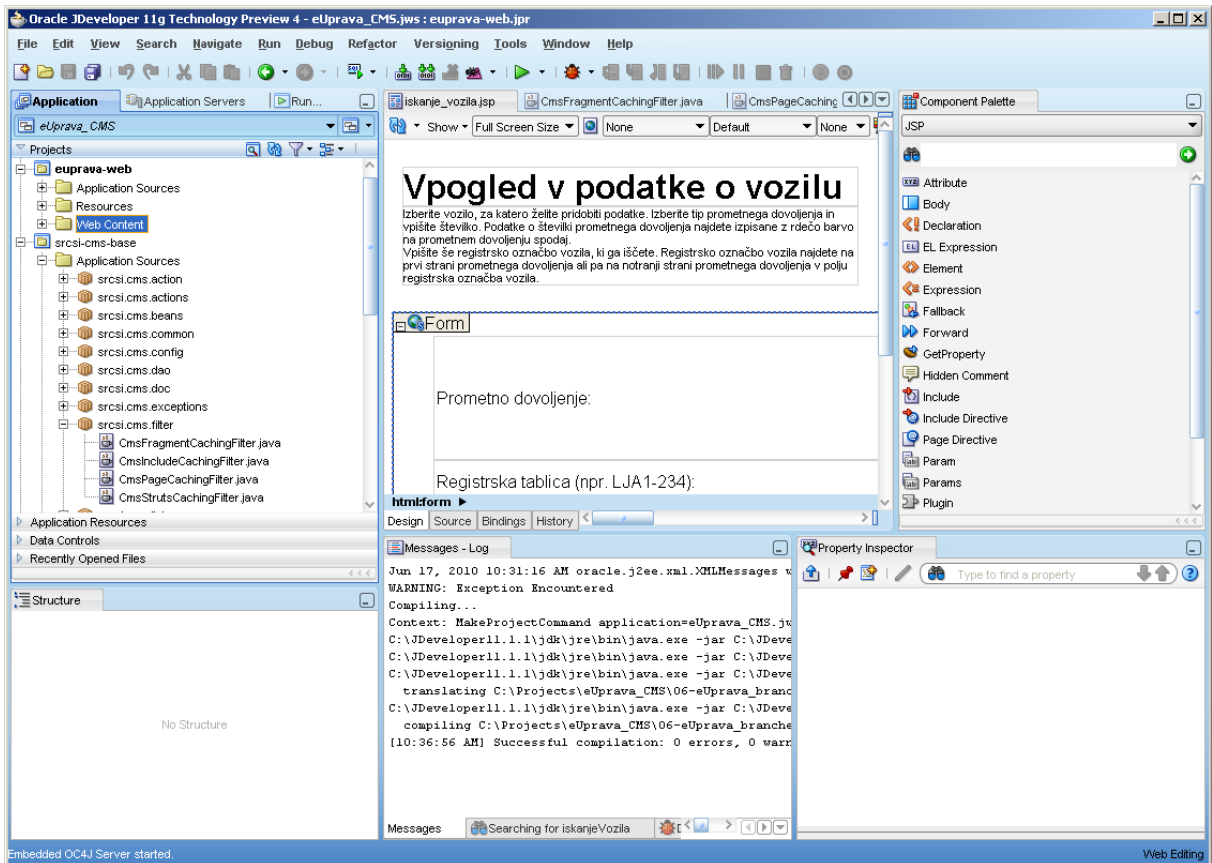 Oracle JDeveloper 11g Technology Preview 4 - eUprava_CMS.jws : euprava-web.jpr
File Edit View Search Navigate Run Debug Refactor Versioning Tools Window Help
Application
Application Servers
Run...
eUprava_CMS
Projects
euprava-web
Application Sources
Resources
Web Content
srcsi-cms-base
Application Sources
srcsi.cms.action
srcsi.cms.actions
srcsi.cms.beans
srcsi.cms.common
srcsi.cms.config
srcsi.cms.dao
srcsi.cms.doc
srcsi.cms.exceptions
srcsi.cms.filter
CmsFragmentCachingFilter.java
CmsIncludeCachingFilter.java
CmsPageCachingFilter.java
CmsStrutsCachingFilter.java
Application Resources
Data Controls
Recently Opened Files
Structure
No Structure
iskanje_vozila.jsp
CmsFragmentCachingFilter.java
CmsPageCaching
Show Full Screen Size None Default None
Vpogled v podatke o vozilu
Izberite vozilo, za katero želite pridobiti podatke. Izberite tip prometnega dovoljenja in
vpišite številko. Podatke o številki prometnega dovoljenja najdete izpisane z rdečo barvo
na prometnem dovoljenju spodaj.
Vpišite še registrsko označbo vozila, ki ga iščete. Registrsko označbo vozila najdete na
prvi strani prometnega dovoljenja ali pa na notranji strani prometnega dovoljenja v polju
registrska označba vozila.
Form
Prometno dovoljenje:
Registrska tablica (npr. LJA1-234):
html:form
Design Source Bindings History
Messages - Log
Jun 17, 2010 10:31:16 AM oracle.j2ee.xml.XMLMessages w
WARNING: Exception Encountered
Compiling...
Context: MakeProjectCommand application=eUprava_CMS.jw
C:\JDeveloper11.1.1\jdk\jre\bin\java.exe -jar C:\JDeve
C:\JDeveloper11.1.1\jdk\jre\bin\java.exe -jar C:\JDeve
C:\JDeveloper11.1.1\jdk\jre\bin\java.exe -jar C:\JDeve
translating C:\Projects\eUprava_CMS\06-eUprava_branc
C:\JDeveloper11.1.1\jdk\jre\bin\java.exe -jar C:\JDeve
compiling C:\Projects\eUprava_CMS\06-eUprava_branche
[10:36:56 AM] Successful compilation: 0 errors, 0 warn
Messages
Searching for iskanjeVozila
Component Palette
JSP
Attribute
Body
Declaration
EL Expression
Element
Expression
Fallback
Forward
GetProperty
Hidden Comment
Include
Include Directive
Page Directive
Param
Params
Plugin
Property Inspector
Type to find a property
Embedded OC4J Server started.
Web Editing